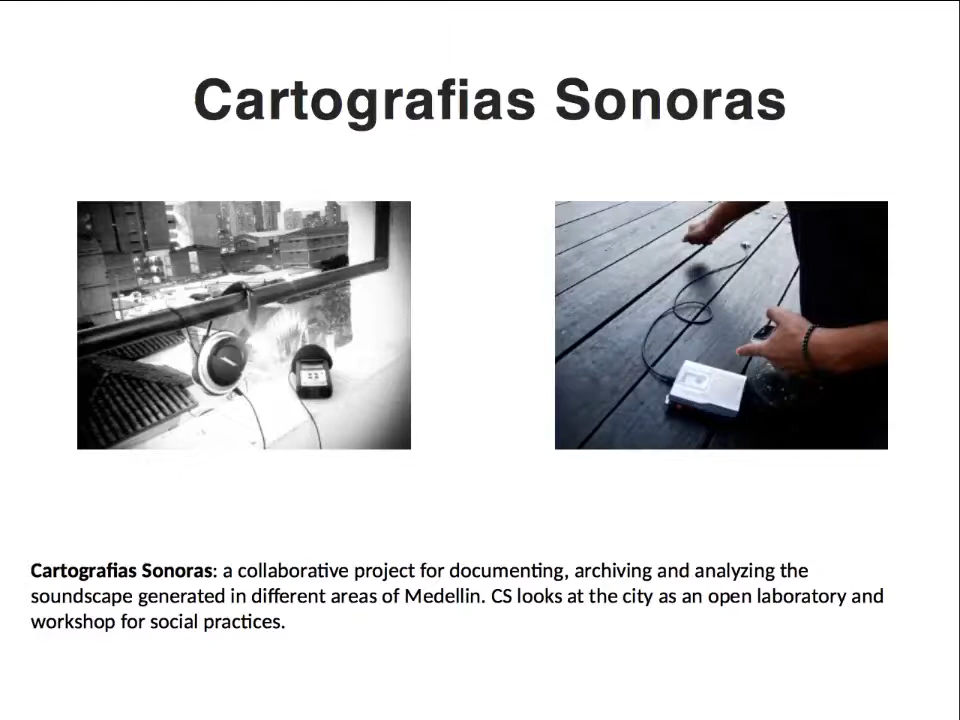 Cartografias Sonoras
Cartografias Sonoras: a collaborative project for documenting, archiving and analyzing the
soundscape generated in different areas of Medellin. CS looks at the city as an open laboratory and
workshop for social practices.